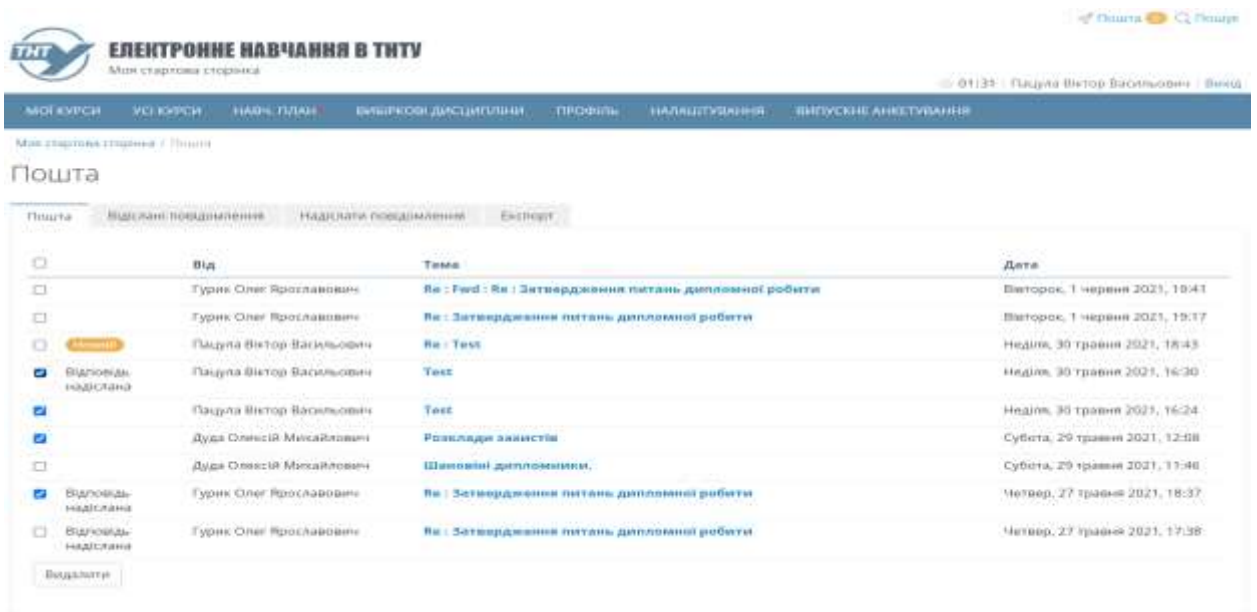 Пошта Пошук
ТНТУ
ЕЛЕКТРОННЕ НАВЧАННЯ В ТНТУ
Моя стартова сторінка
01:31 Пацула Віктор Васильович Вихід
МОЇ КУРСИ УСІ КУРСИ НАВЧ. ПЛАН ВИБІРКОВІ ДИСЦИПЛІНИ ПРОФІЛЬ НАЛАШТУВАННЯ ВИПУСКНЕ АНКЕТУВАННЯ
Моя стартова сторінка / Пошта
Пошта
Пошта Відіслані повідомлення Надіслати повідомлення Експорт
Від Тема Дата
Гурик Олег Ярославович Re : Fwd : Re : Затвердження питань дипломної роботи Вівторок, 1 червня 2021, 19:41
Гурик Олег Ярославович Re : Затвердження питань дипломної роботи Вівторок, 1 червня 2021, 19:17
Пацула Віктор Васильович Re : Test Неділя, 30 травня 2021, 18:43
Відповідь надіслана Пацула Віктор Васильович Test Неділя, 30 травня 2021, 16:30
Пацула Віктор Васильович Test Неділя, 30 травня 2021, 16:24
Дуда Олексій Михайлович Розклади захистів Субота, 29 травня 2021, 12:08
Дуда Олексій Михайлович Шановіні дипломники. Субота, 29 травня 2021, 11:46
Відповідь надіслана Гурик Олег Ярославович Re : Затвердження питань дипломної роботи Четвер, 27 травня 2021, 18:37
Відповідь надіслана Гурик Олег Ярославович Re : Затвердження питань дипломної роботи Четвер, 27 травня 2021, 17:38
Видалити